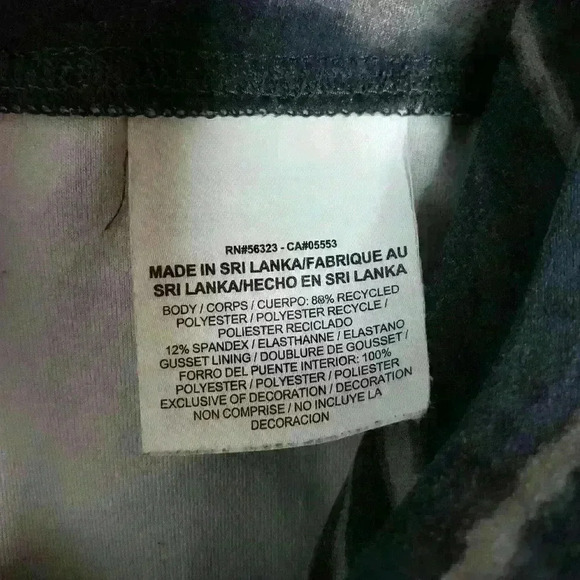 RN#56323 - CA#05553
MADE IN SRI LANKA/FABRIQUE AU
SRI LANKA/HECHO EN SRI LANKA
BODY / CORPS / CUERPO: 88% RECYCLED
POLYESTER / POLYESTER RECYCLE /
POLIESTER RECICLADO
12% SPANDEX / ELASTHANNE / ELASTANO
GUSSET LINING / DOUBLURE DE GOUSSET /
FORRO DEL PUENTE INTERIOR: 100%
POLYESTER / POLYESTER / POLIESTER
EXCLUSIVE OF DECORATION / DECORATION
NON COMPRISE / NO INCLUYE LA
DECORACION